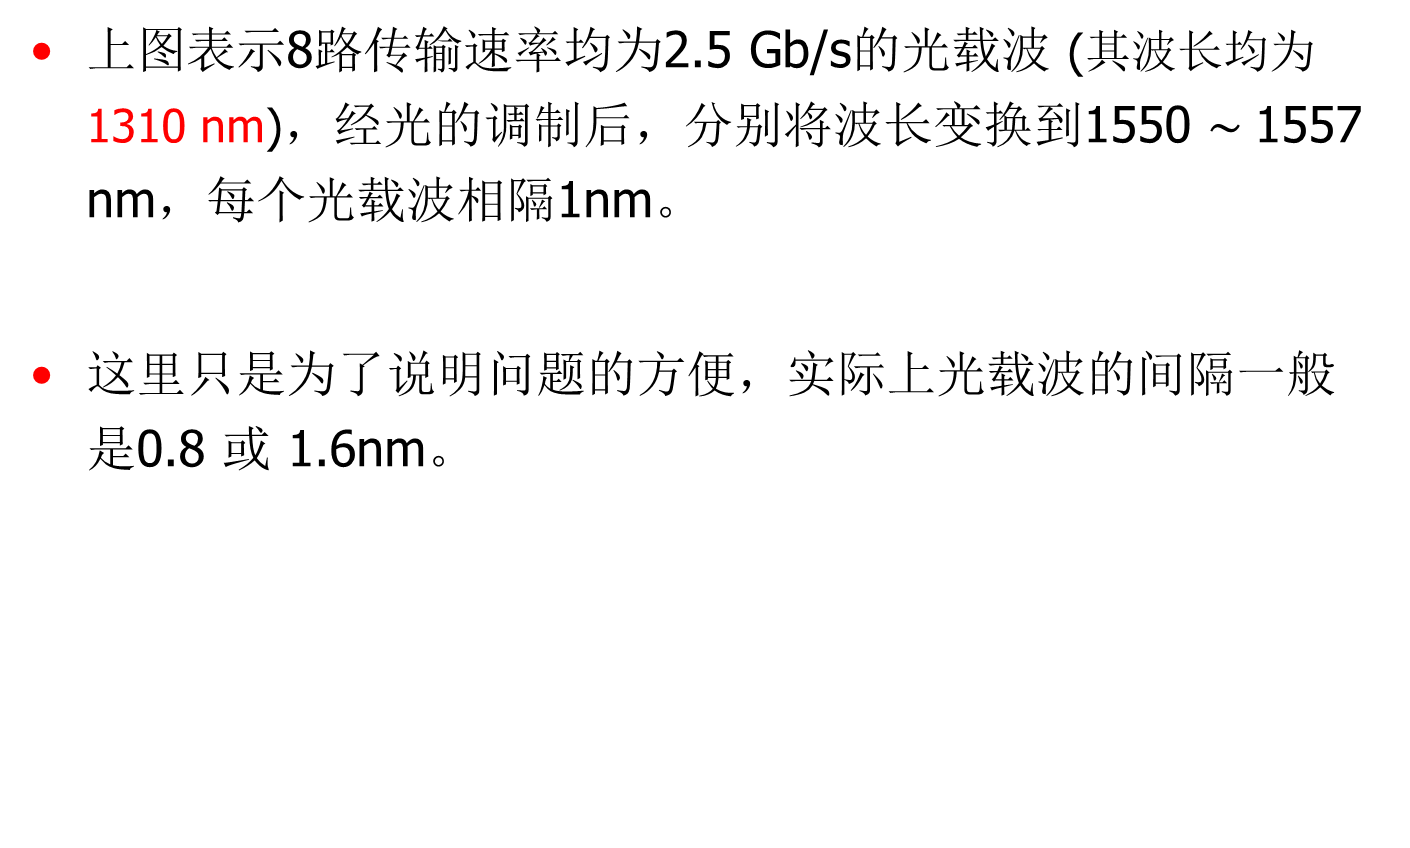 • 上图表示8路传输速率均为2.5 Gb/s的光载波 (其波长均为
1310 nm)，经光的调制后，分别将波长变换到1550 ~ 1557
nm，每个光载波相隔1nm。
• 这里只是为了说明问题的方便，实际上光载波的间隔一般
是0.8 或 1.6nm。